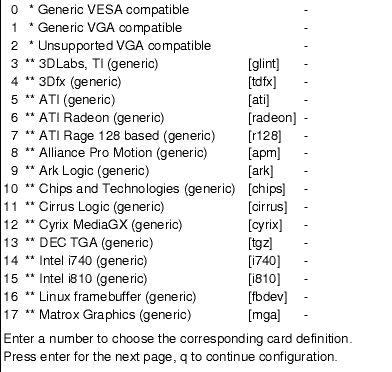 0 * Generic VESA compatible -
1 * Generic VGA compatible -
2 * Unsupported VGA compatible -
3 ** 3DLabs, TI (generic) [glint] -
4 ** 3Dfx (generic) [tdfx] -
5 ** ATI (generic) [ati] -
6 ** ATI Radeon (generic) [radeon] -
7 ** ATI Rage 128 based (generic) [r128] -
8 ** Alliance Pro Motion (generic) [apm] -
9 ** Ark Logic (generic) [ark] -
10 ** Chips and Technologies (generic) [chips] -
11 ** Cirrus Logic (generic) [cirrus] -
12 ** Cyrix MediaGX (generic) [cyrix] -
13 ** DEC TGA (generic) [tgz] -
14 ** Intel i740 (generic) [i740] -
15 ** Intel i810 (generic) [i810] -
16 ** Linux framebuffer (generic) [fbdev] -
17 ** Matrox Graphics (generic) [mga] -
Enter a number to choose the corresponding card definition.
Press enter for the next page, q to continue configuration.